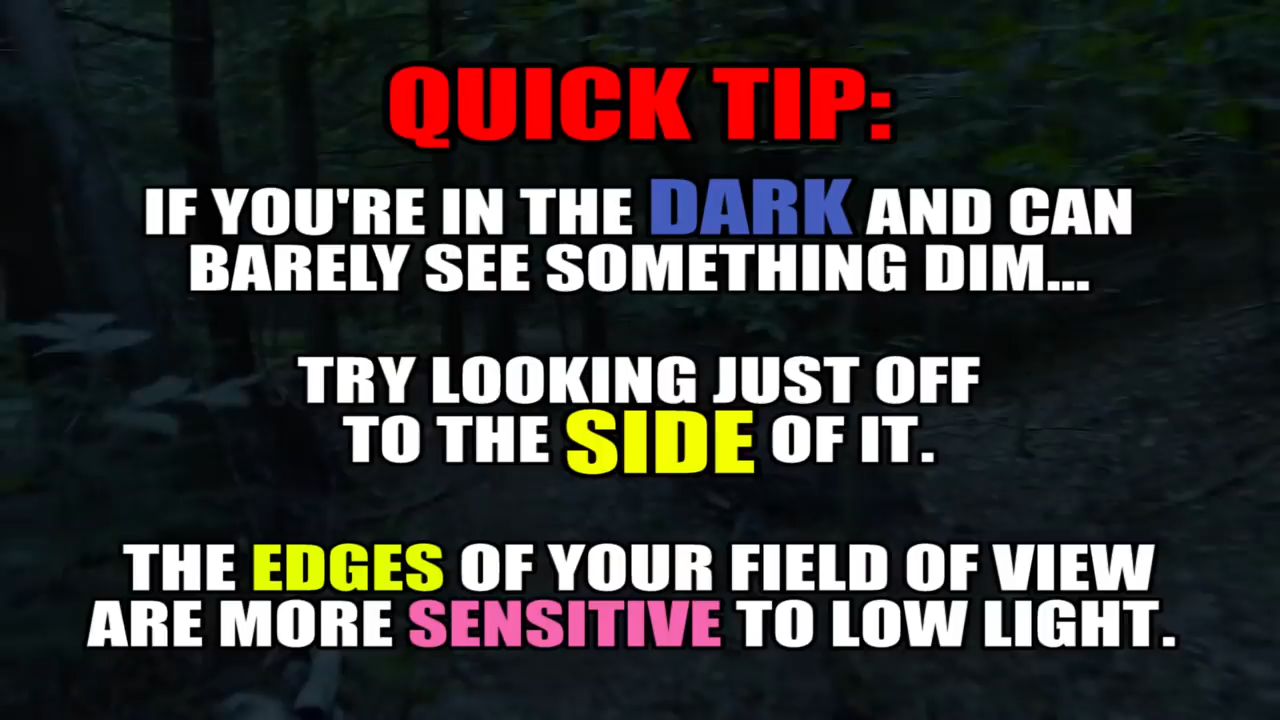 QUICK TIP:
IF YOU'RE IN THE DARK AND CAN
BARELY SEE SOMETHING DIM...
TRY LOOKING JUST OFF
TO THE SIDE OF IT.
THE EDGES OF YOUR FIELD OF VIEW
ARE MORE SENSITIVE TO LOW LIGHT.